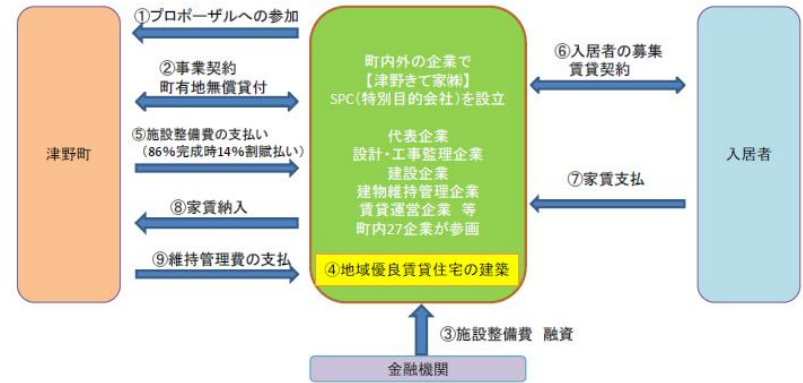 ①プロポーザルへの参加
②事業契約
町有地無償貸付
⑤施設整備費の支払い
(86%完成時14%割賦払い)
津野町
⑧家賃納入
⑨維持管理費の支払
町内外の企業で
【津野きて家㈱】
SPC(特別目的会社)を設立
代表企業
設計・工事監理企業
建設企業
建物維持管理企業
賃貸運営企業 等
町内27企業が参画
④地域優良賃貸住宅の建築
⑥入居者の募集
賃貸契約
⑦家賃支払
入居者
③施設整備費 融資
金融機関